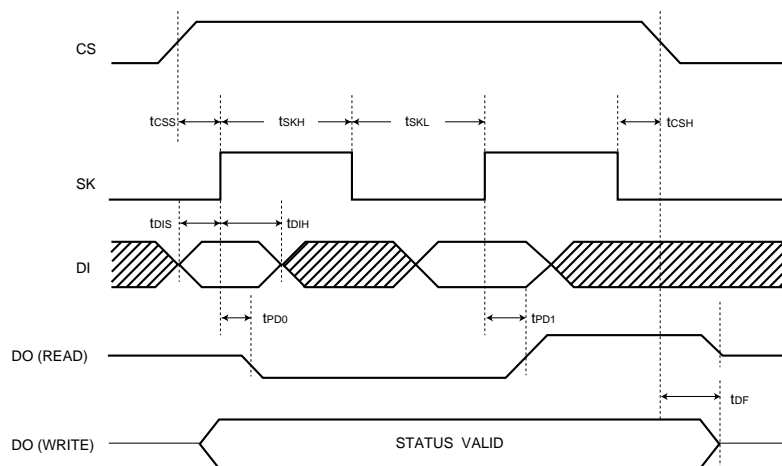 CS
tCSS tSKH tSKL tCSH
SK
tDIS tDIH
DI
tPD0 tPD1
DO (READ)
tDF
DO (WRITE) STATUS VALID